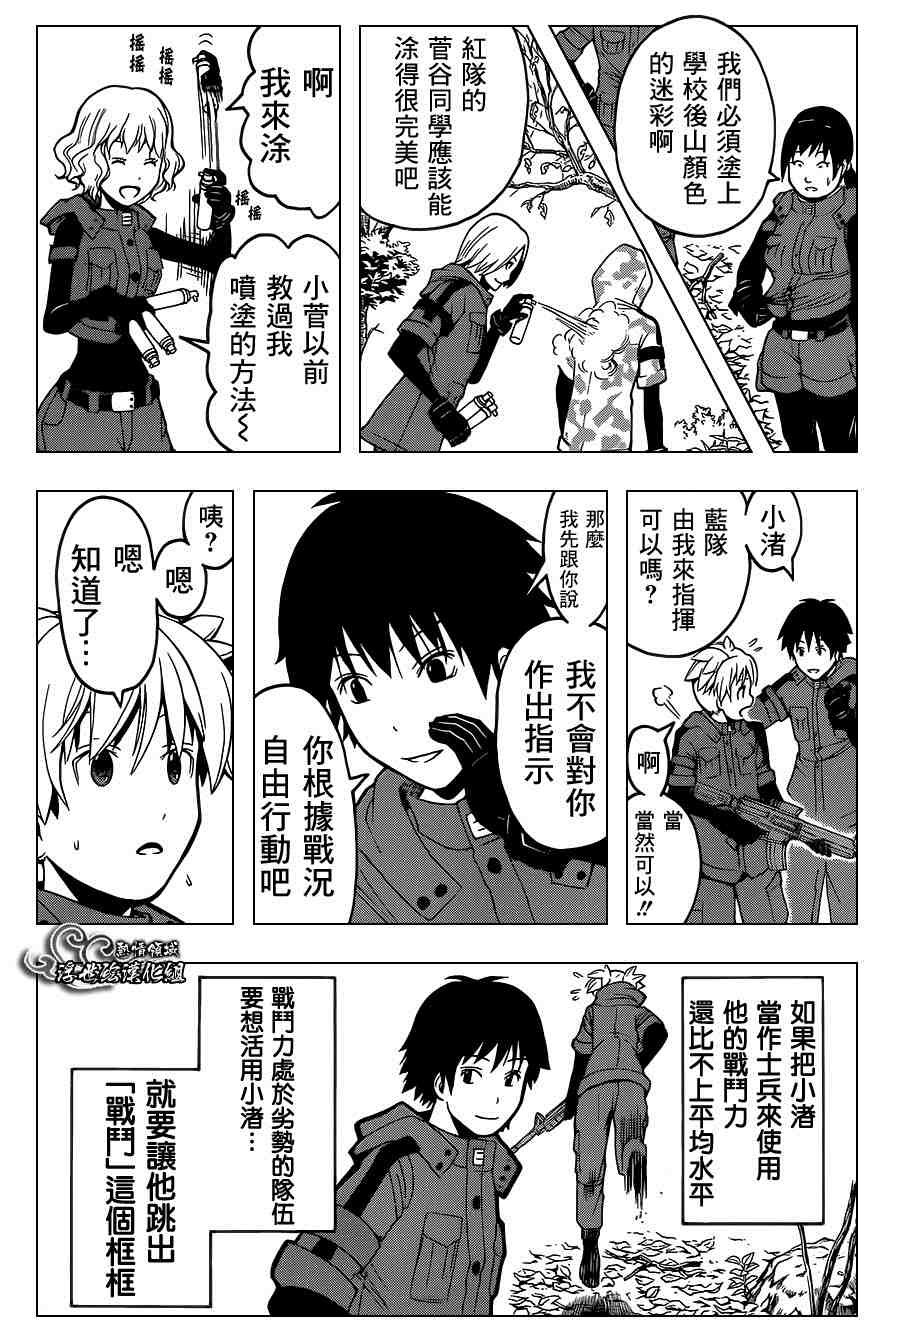 我們必須塗上
學校後山顏色
的迷彩啊
紅隊的
菅谷同學應該能
涂得很完美吧
搖搖
搖搖
搖搖
啊
我來涂
小菅以前
教過我
噴塗的方法～
小渚
藍隊
由我來指揮
可以嗎？
啊
當
當然可以!!
那麼
我先跟你說
我不會對你
作出指示
你根據戰況
自由行動吧
咦？
嗯
嗯
知道了…
如果把小渚
當作士兵來使用
他的戰鬥力
還比不上平均水平
戰鬥力處於劣勢的隊伍
要想活用小渚…
就要讓他跳出
「戰鬥」這個框框
熱情領域